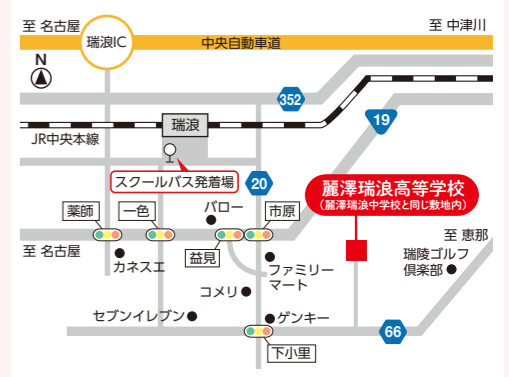 至 名古屋
至 中津川
瑞浪IC
中央自動車道
N
352
19
瑞浪
JR中央本線
スクールバス発着場
20
麗澤瑞浪高等学校
(麗澤瑞浪中学校と同じ敷地内)
薬師
一色
バロー
市原
至 名古屋
至 恵那
カネスエ
益見
ファミリー
マート
瑞陵ゴルフ
倶楽部
コメリ
セブンイレブン
ゲンキー
66
下小里